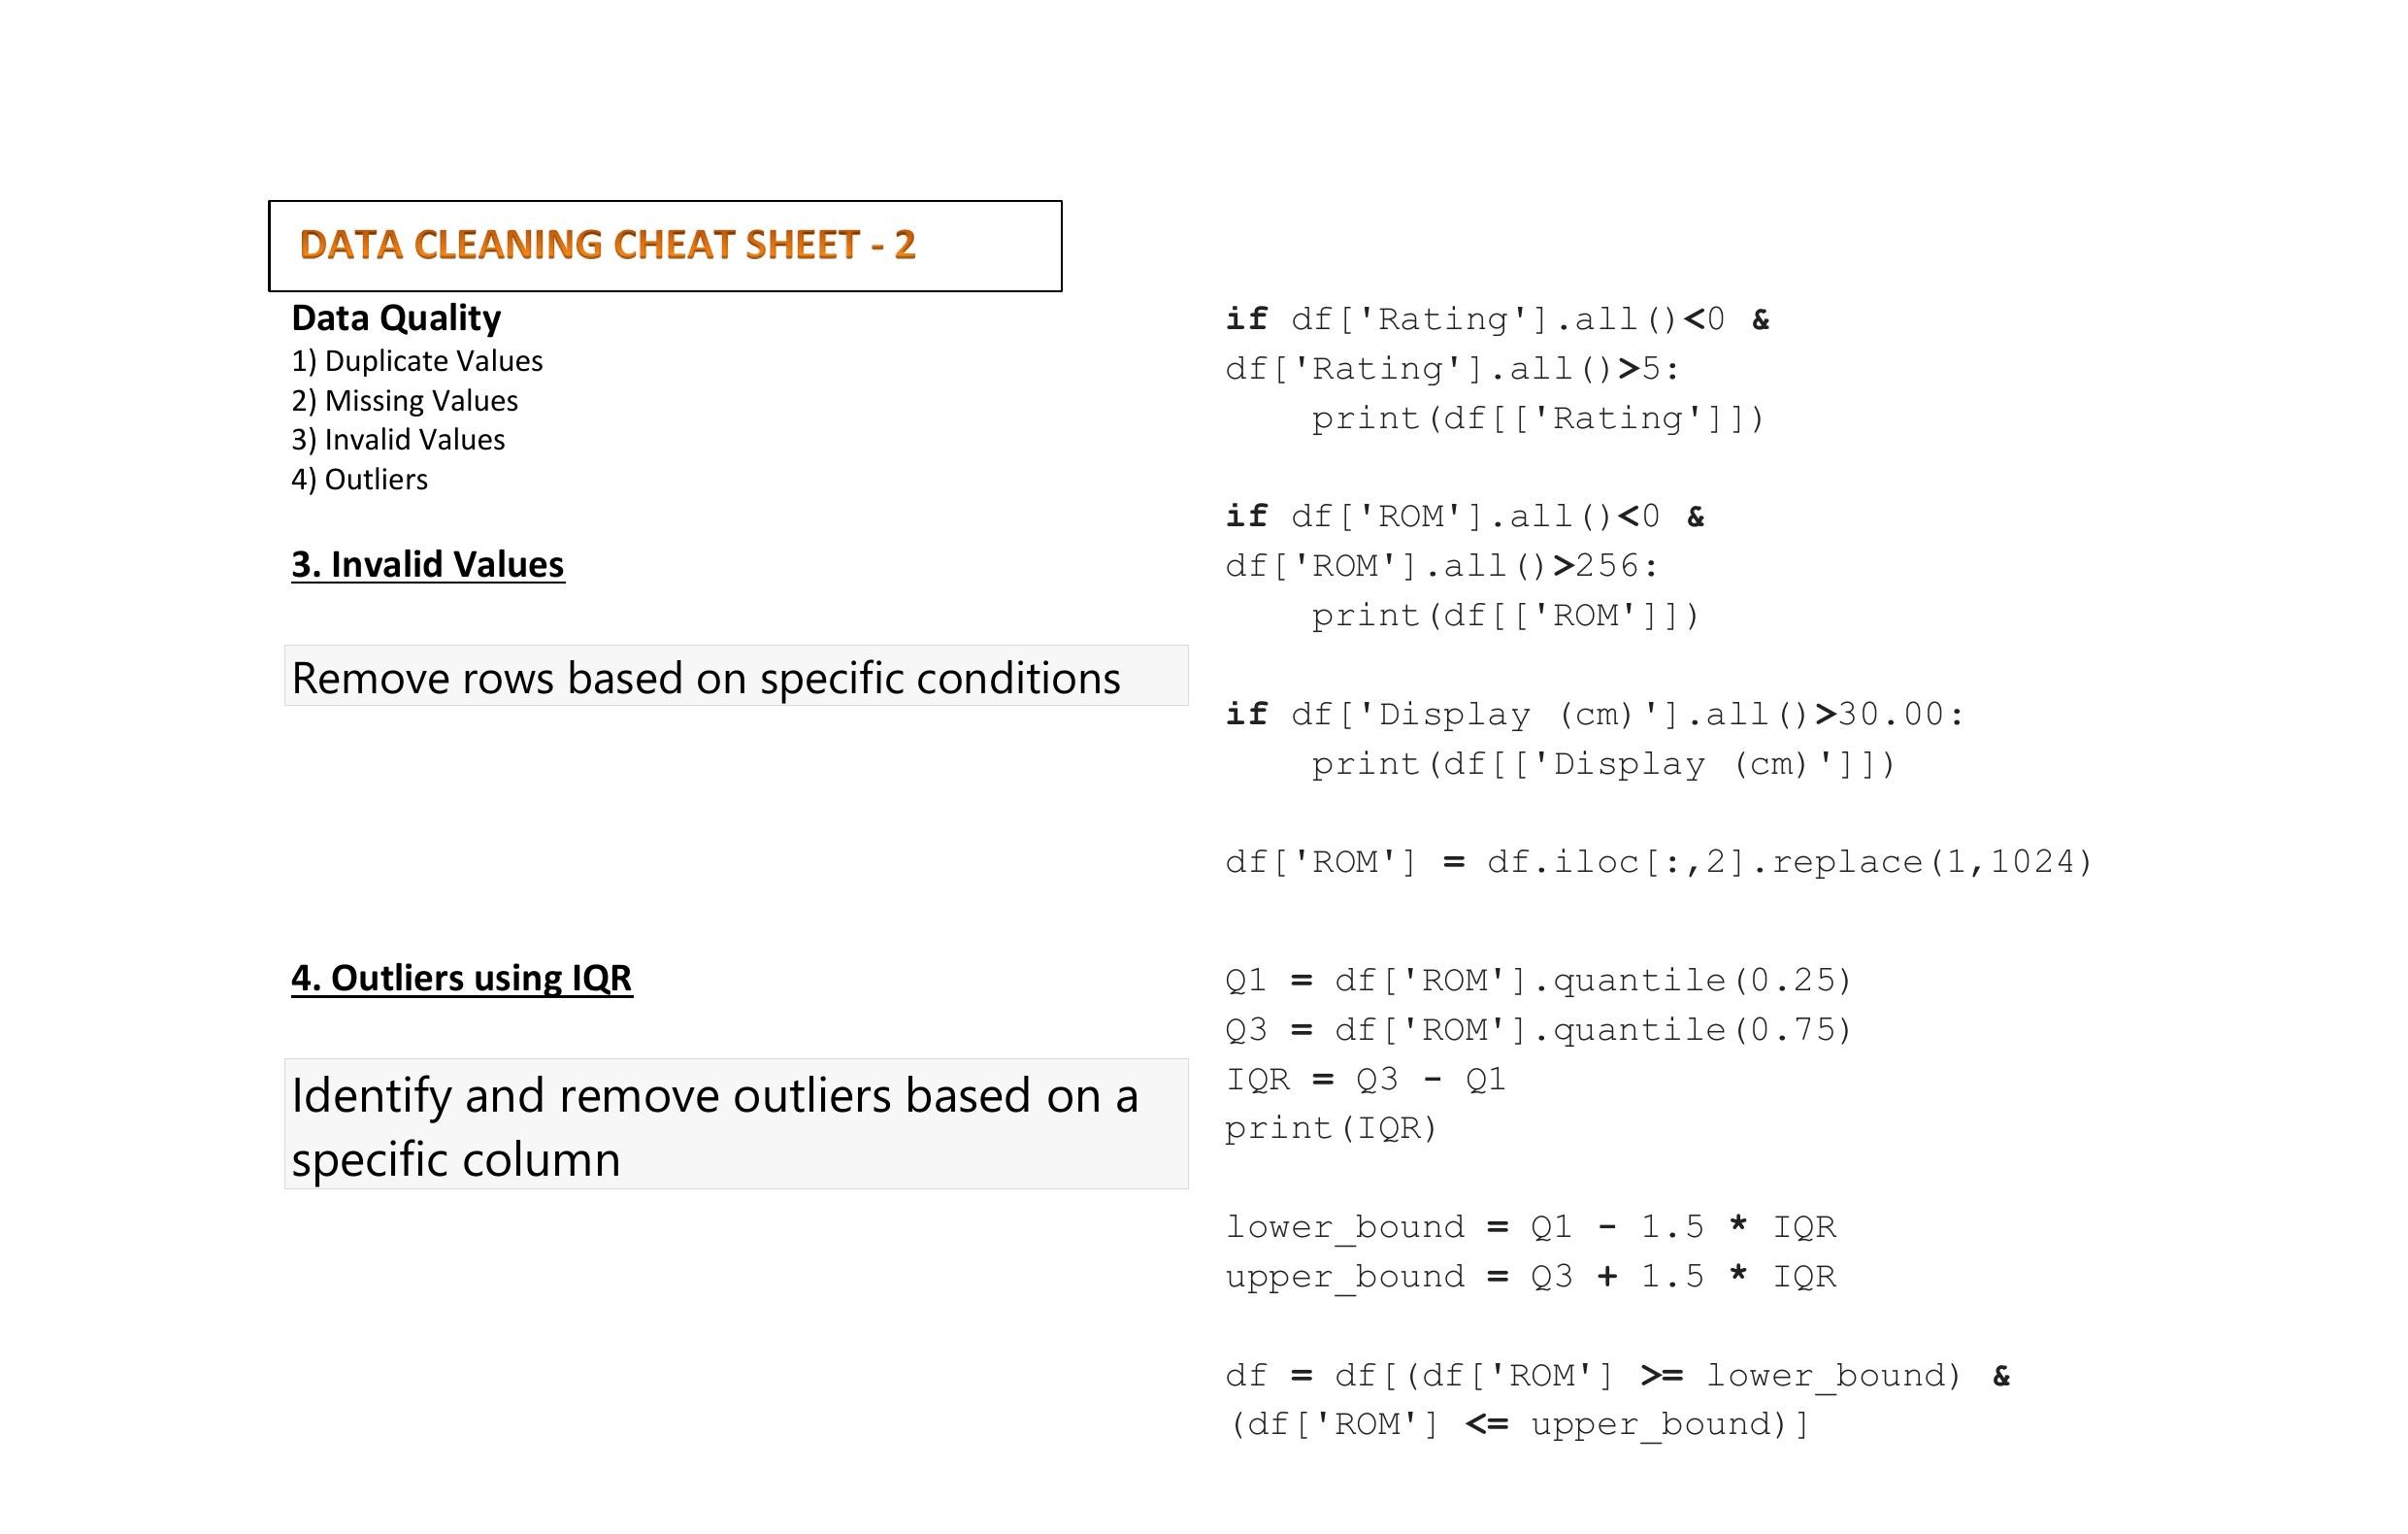 DATA CLEANING CHEAT SHEET - 2
Data Quality
1) Duplicate Values
2) Missing Values
3) Invalid Values
4) Outliers
3. Invalid Values
Remove rows based on specific conditions
if df['Rating'].all()<0 &
df['Rating'].all()>5:
    print(df[['Rating']])
if df['ROM'].all()<0 &
df['ROM'].all()>256:
    print(df[['ROM']])
if df['Display (cm)'].all()>30.00:
    print(df[['Display (cm)']])
df['ROM'] = df.iloc[:,2].replace(1,1024)
4. Outliers using IQR
Identify and remove outliers based on a
specific column
Q1 = df['ROM'].quantile(0.25)
Q3 = df['ROM'].quantile(0.75)
IQR = Q3 - Q1
print(IQR)
lower_bound = Q1 - 1.5 * IQR
upper_bound = Q3 + 1.5 * IQR
df = df[(df['ROM'] >= lower_bound) &
(df['ROM'] <= upper_bound)]